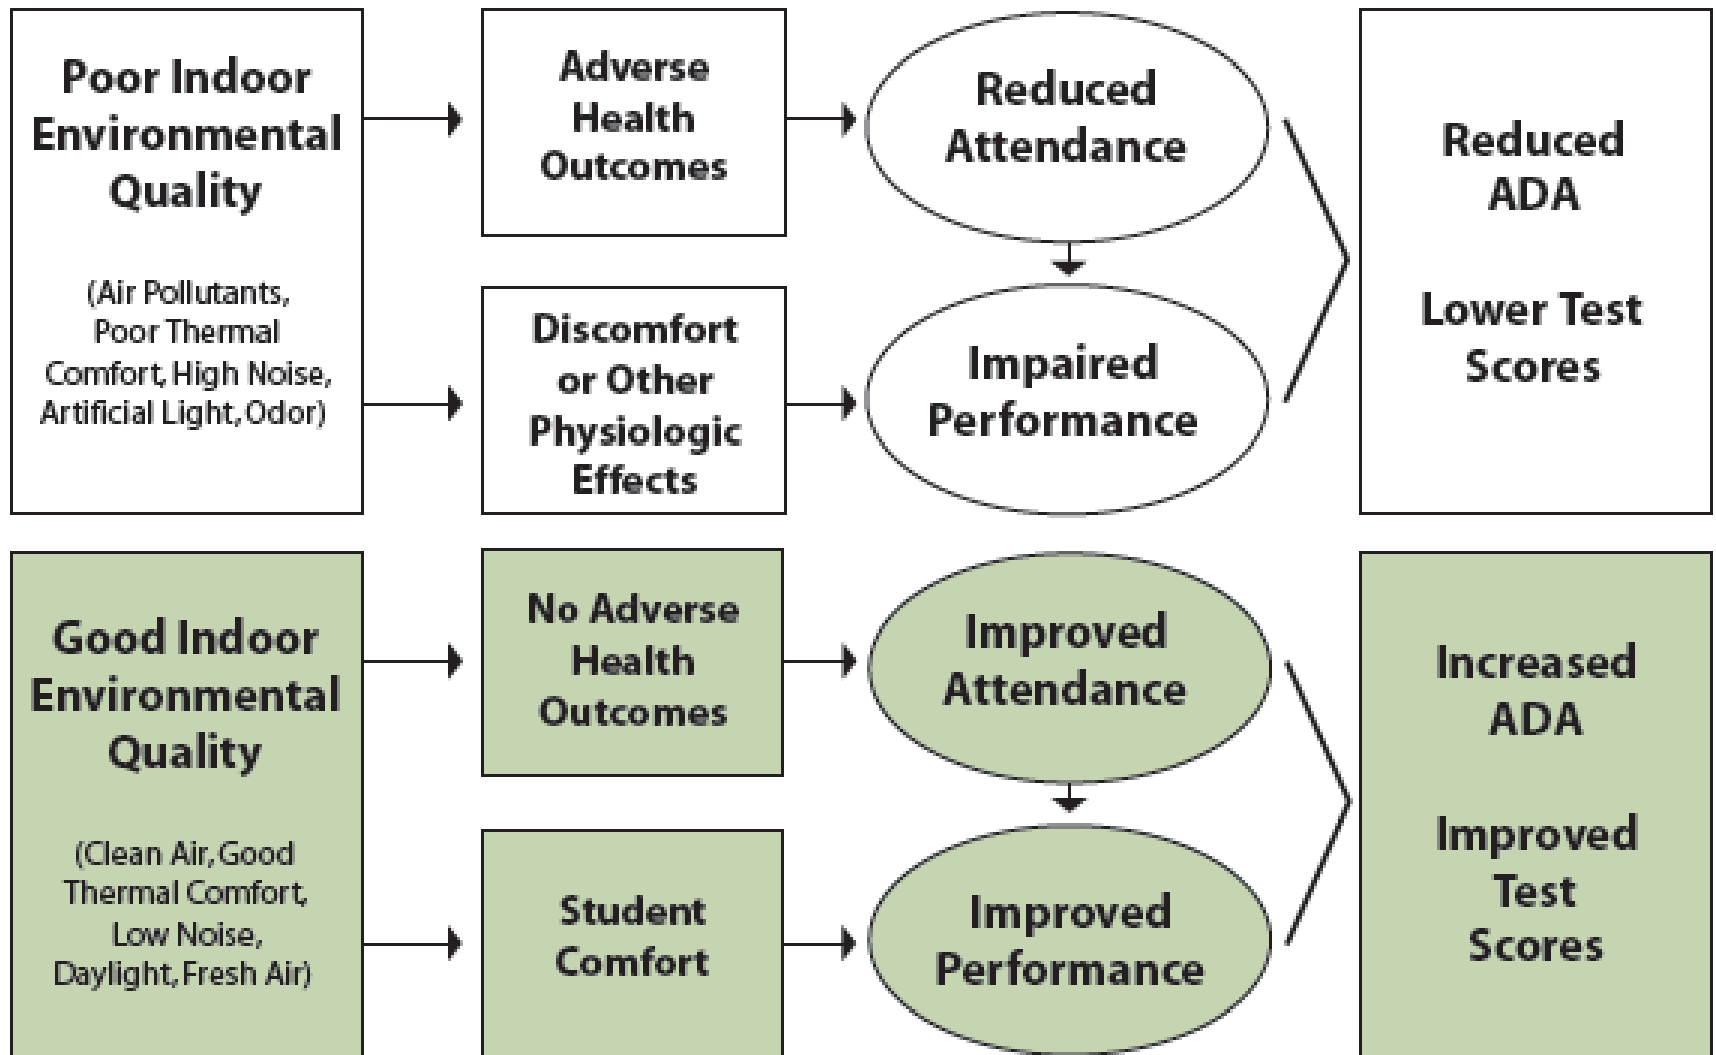 Poor Indoor
Environmental
Quality
(Air Pollutants,
Poor Thermal
Comfort, High Noise,
Artificial Light, Odor)
Adverse
Health
Outcomes
Discomfort
or Other
Physiologic
Effects
Reduced
Attendance
Impaired
Performance
Reduced
ADA
Lower Test
Scores
Good Indoor
Environmental
Quality
(Clean Air, Good
Thermal Comfort,
Low Noise,
Daylight, Fresh Air)
No Adverse
Health
Outcomes
Student
Comfort
Improved
Attendance
Improved
Performance
Increased
ADA
Improved
Test
Scores